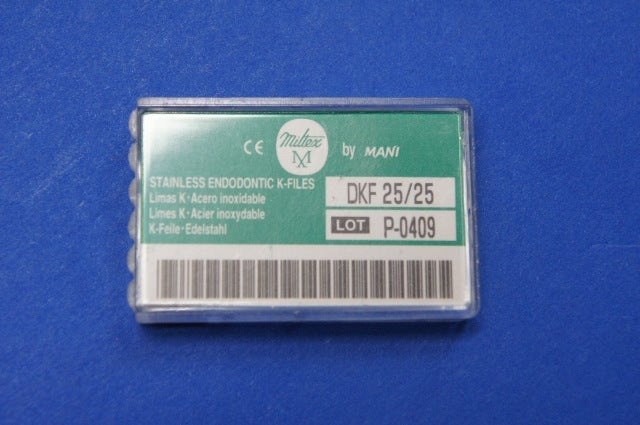 CE Miltex MX by MANI
STAINLESS ENDODONTIC K-FILES
Limas K·Acero inoxidable
Limes K·Acier inoxydable
K-Feile·Edelstahl
DKF 25/25
LOT P-0409